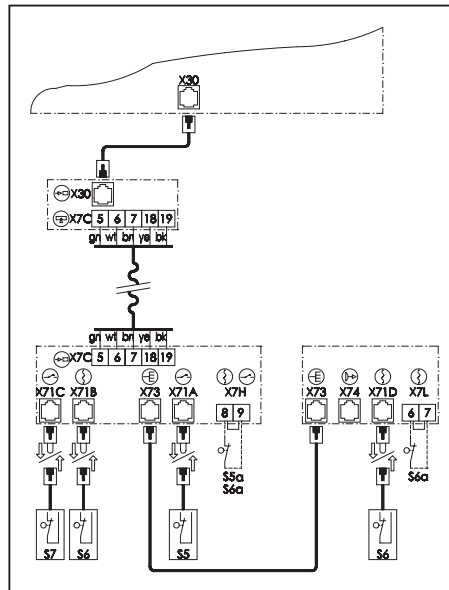 X30
X30
X7C 5 6 7 18 19
gn wt bn ye bk
gn wt bn ye bk
X7C 5 6 7 18 19
X71C X71B X73 X71A X7H X73 X74 X71D X7L
8 9 6 7
S5a S6a
S6a
S7 S6 S5 S6